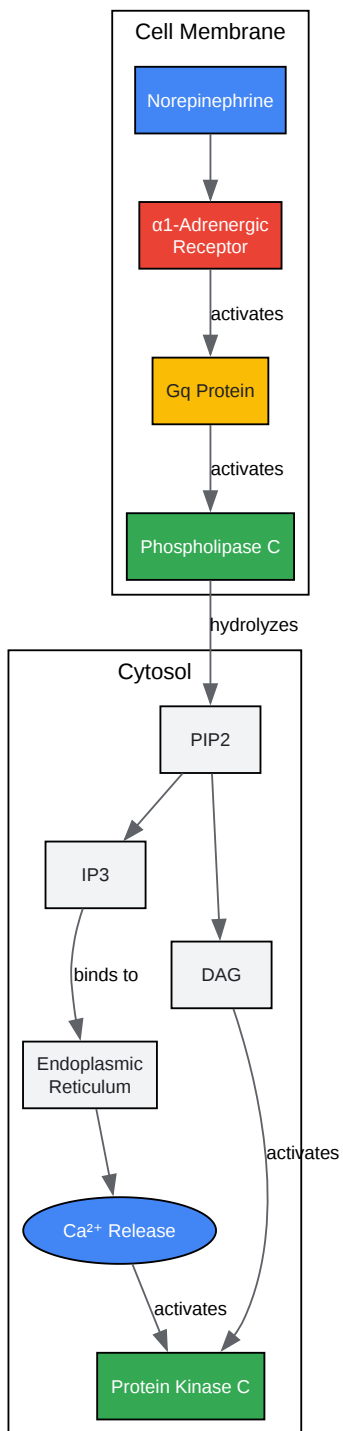 Cell Membrane
Norepinephrine
α1-Adrenergic
Receptor
activates
Gq Protein
activates
Phospholipase C
hydrolyzes
Cytosol
PIP2
IP3
binds to
DAG
Endoplasmic
Reticulum
activates
Ca²⁺ Release
activates
Protein Kinase C